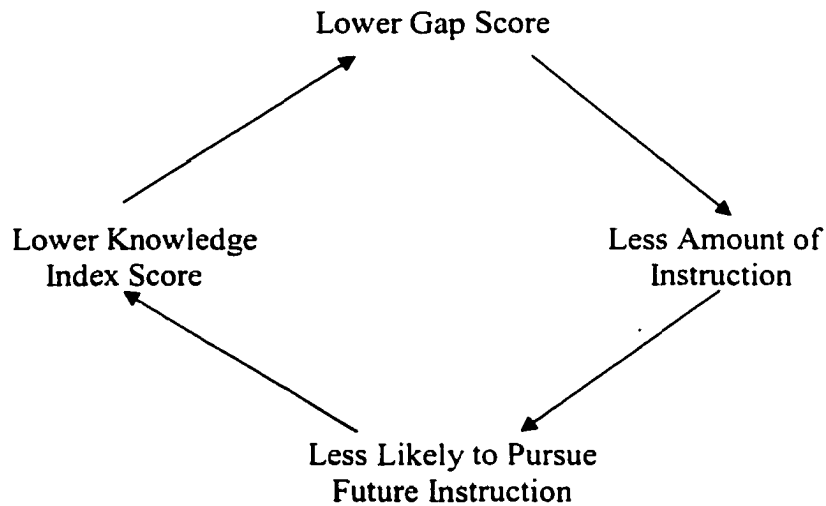 Lower Gap Score
Lower Knowledge
Index Score
Less Amount of
Instruction
Less Likely to Pursue
Future Instruction